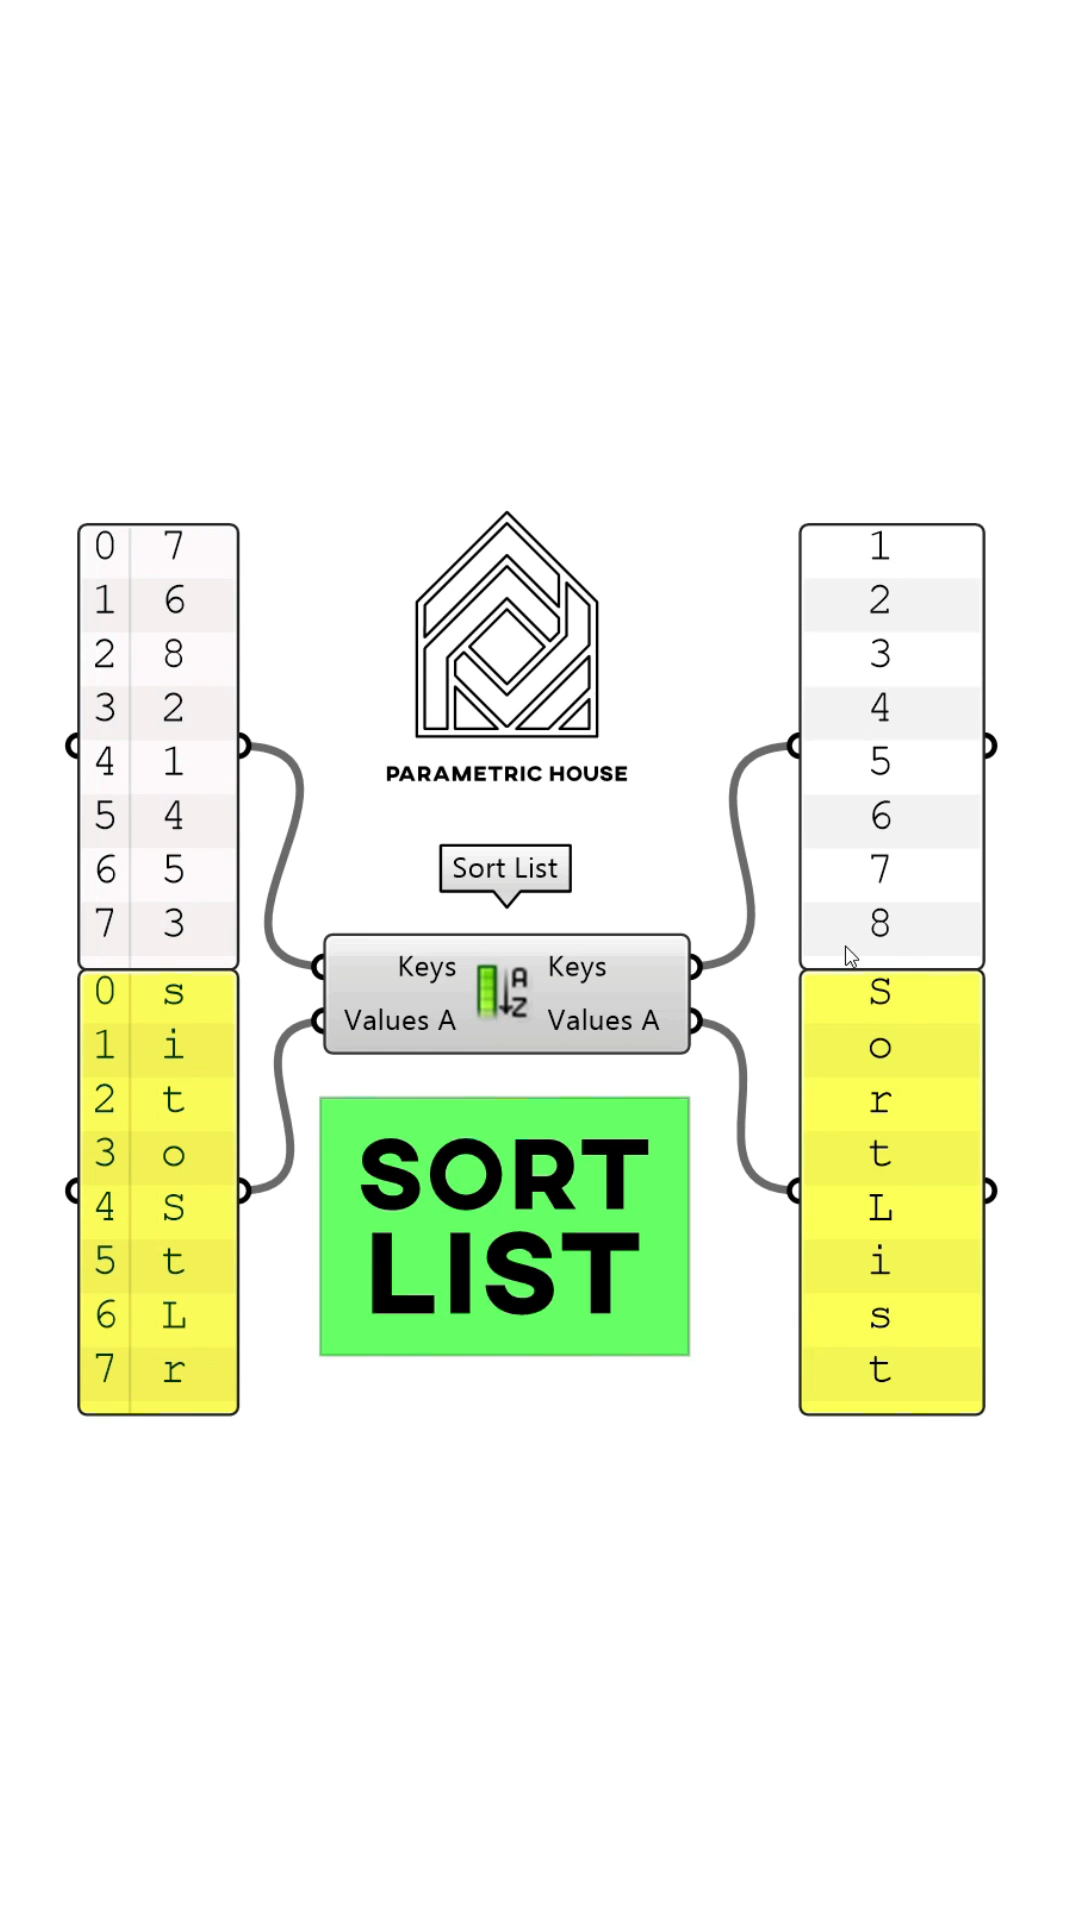 0 7
1 6
2 8
3 2
4 1
5 4
6 5
7 3
0 s
1 i
2 t
3 o
4 S
5 t
6 L
7 r
PARAMETRIC HOUSE
Sort List
Keys Keys
A
Z
Values A Values A
SORT
LIST
1
2
3
4
5
6
7
8
S
o
r
t
L
i
s
t